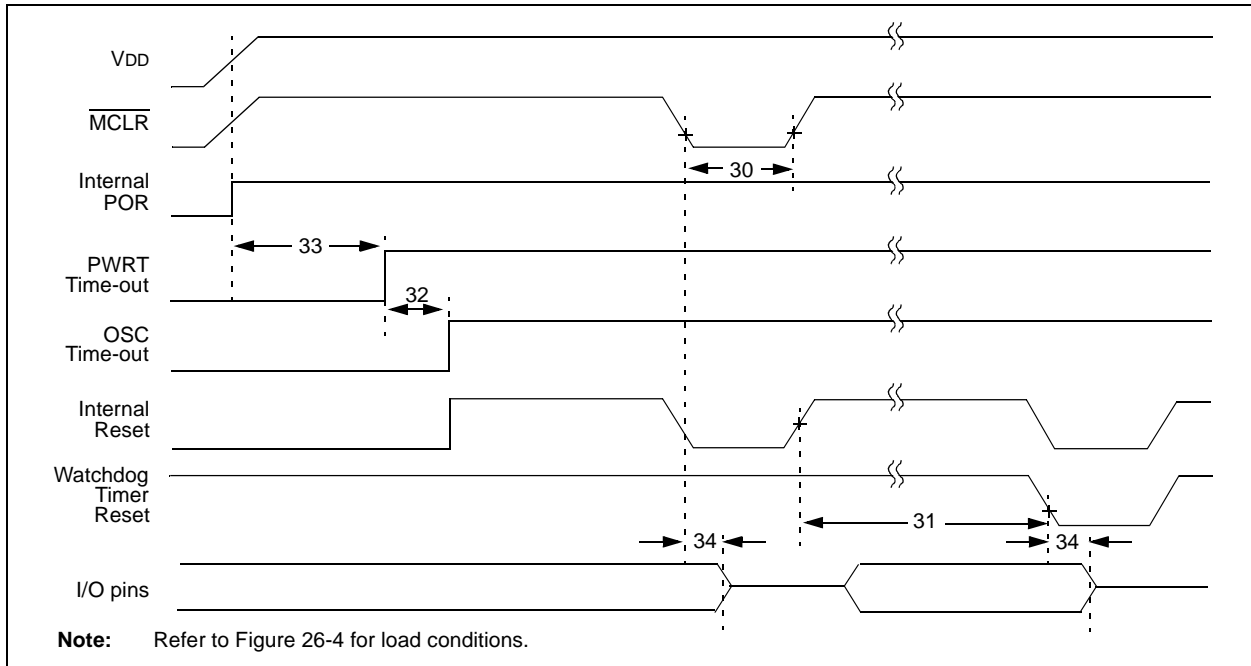 VDD
MCLR
30
Internal
POR
33
PWRT
Time-out
32
OSC
Time-out
Internal
Reset
Watchdog
Timer
Reset
31
34
34
I/O pins
Note: Refer to Figure 26-4 for load conditions.